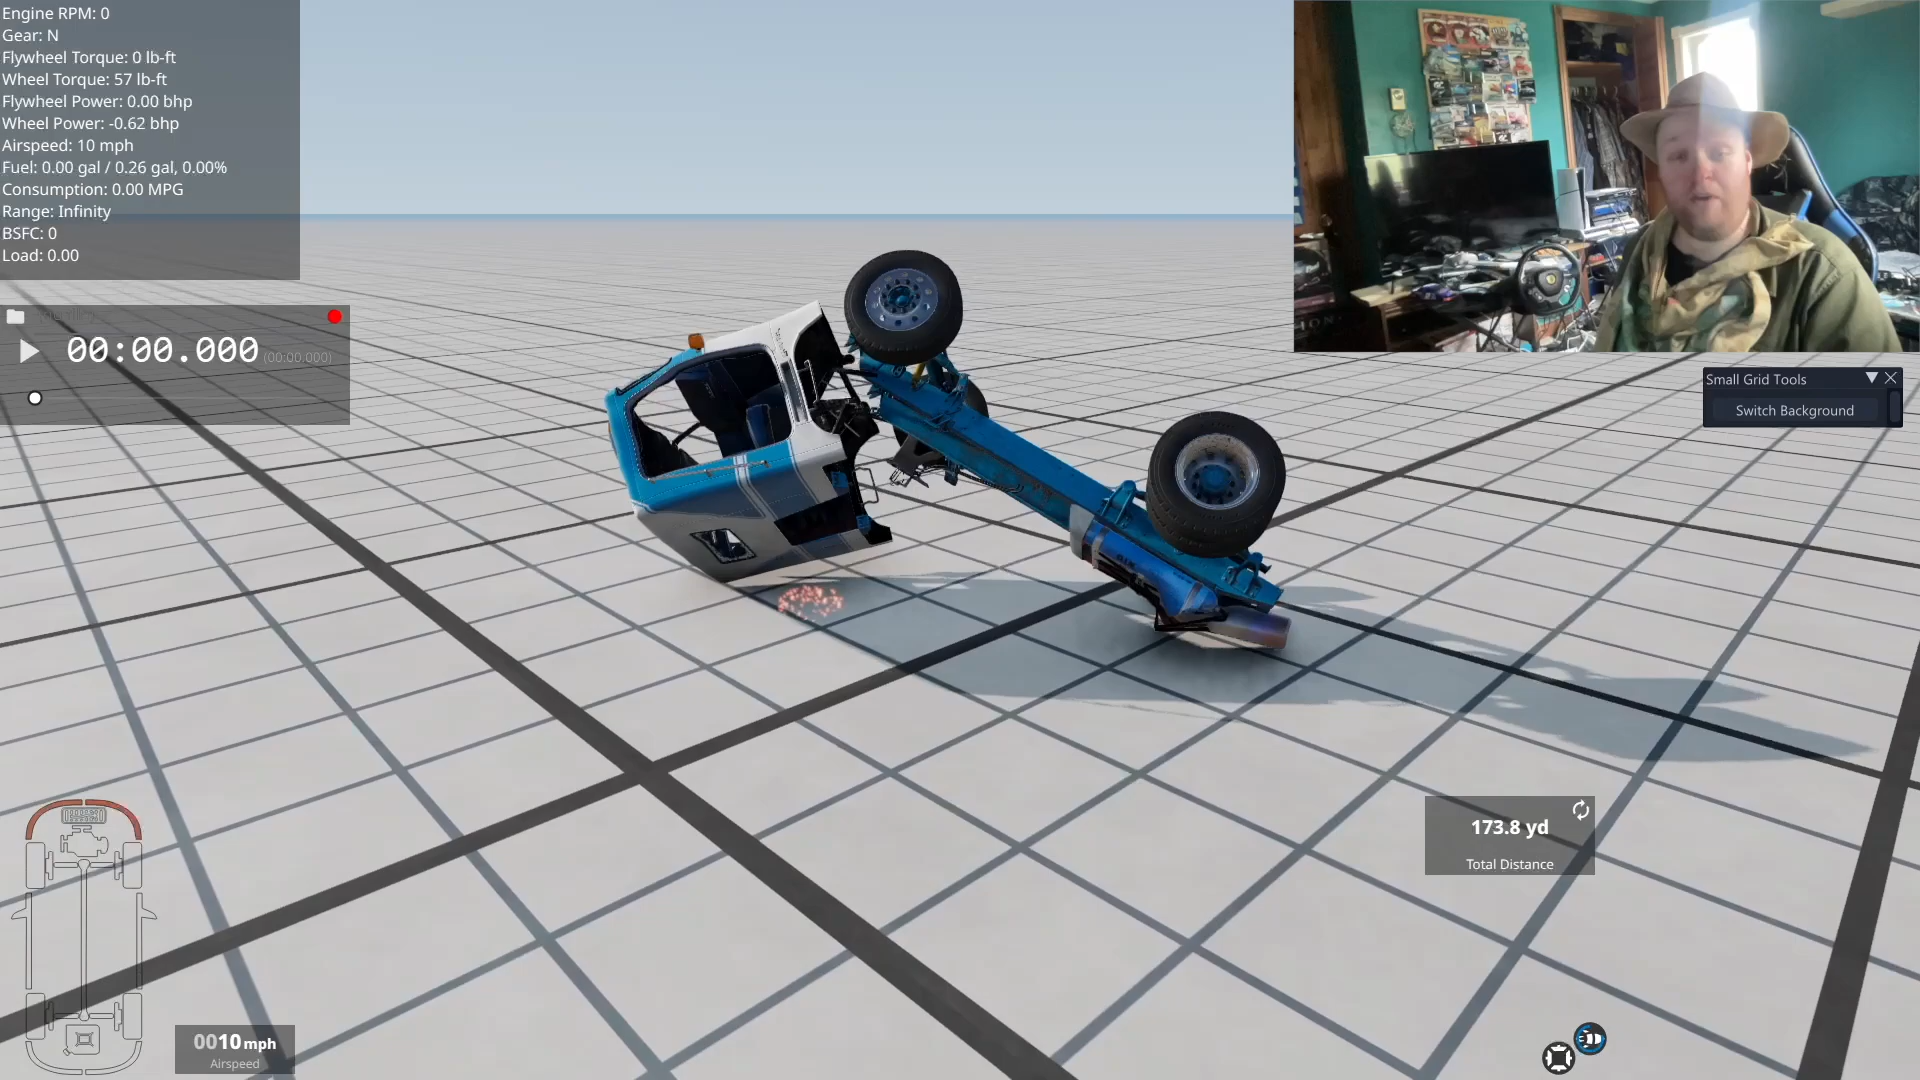 Engine RPM: 0
Gear: N
Flywheel Torque: 0 lb-ft
Wheel Torque: 57 lb-ft
Flywheel Power: 0.00 bhp
Wheel Power: -0.62 bhp
Airspeed: 10 mph
Fuel: 0.00 gal / 0.26 gal, 0.00%
Consumption: 0.00 MPG
Range: Infinity
BSFC: 0
Load: 0.00
00:00.000 (00:00.000)
Small Grid Tools
Switch Background
173.8 yd
Total Distance
0010 mph
Airspeed